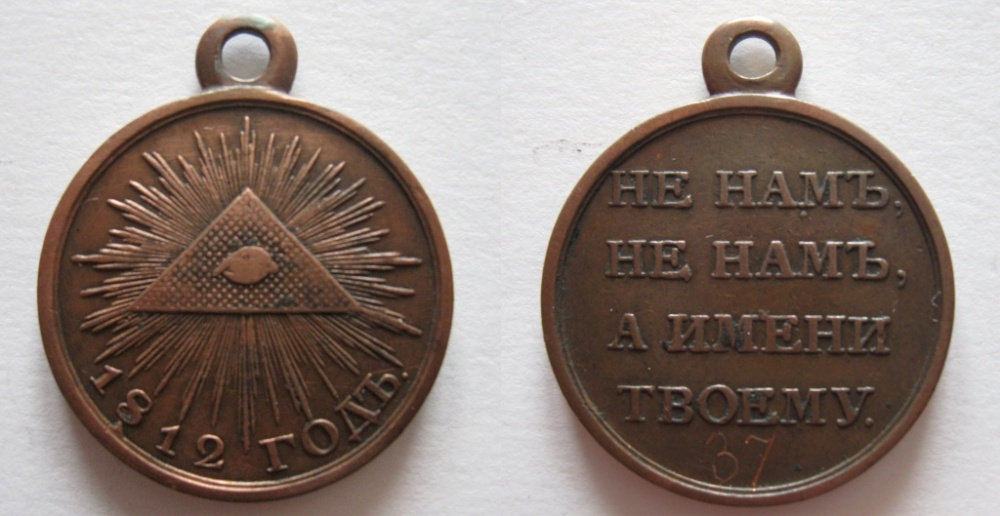 1812 ГОДЪ.
НЕ НАМЪ,
НЕ НАМЪ,
А ИМЕНИ
ТВОЕМУ.
37